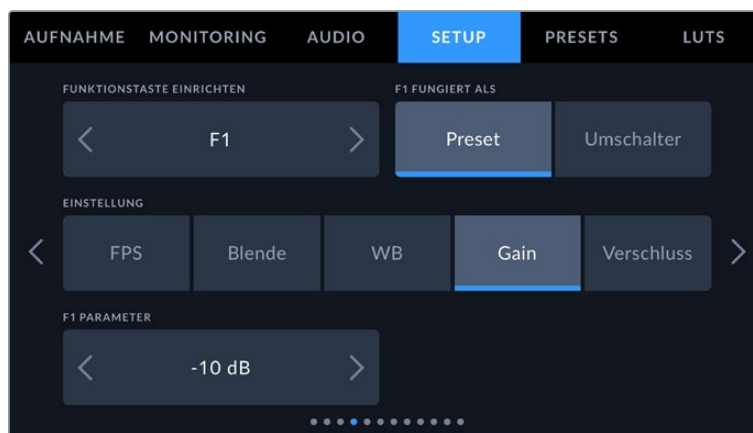 AUFNAHME MONITORING AUDIO SETUP PRESETS LUTS
FUNKTIONSTASTE EINRICHTEN F1 FUNGIERT ALS
F1 Preset Umschalter
EINSTELLUNG
FPS Blende WB Gain Verschluss
F1 PARAMETER
-10 dB